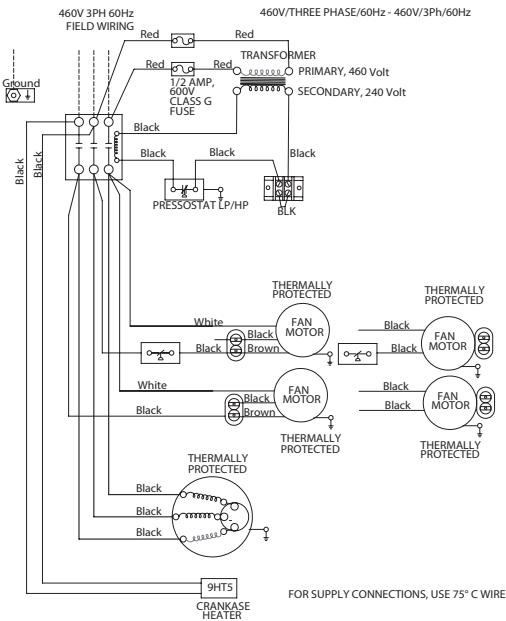 460V 3PH 60Hz
FIELD WIRING
460V/THREE PHASE/60Hz - 460V/3Ph/60Hz
Red
Red
TRANSFORMER
Red
Red
PRIMARY, 460 Volt
1/2 AMP,
600V
CLASS G
FUSE
SECONDARY, 240 Volt
Ground
Black
Black
Black
Black
Black
Black
PRESSOSTAT LP/HP
BLK
THERMALLY
PROTECTED
THERMALLY
PROTECTED
White
FAN
MOTOR
Black
Black
Brown
Black
FAN
MOTOR
Black
White
FAN
MOTOR
Black
Black
Brown
Black
FAN
MOTOR
Black
THERMALLY
PROTECTED
THERMALLY
PROTECTED
THERMALLY
PROTECTED
Black
Black
Black
9HT5
CRANKASE
HEATER
FOR SUPPLY CONNECTIONS, USE 75° C WIRE